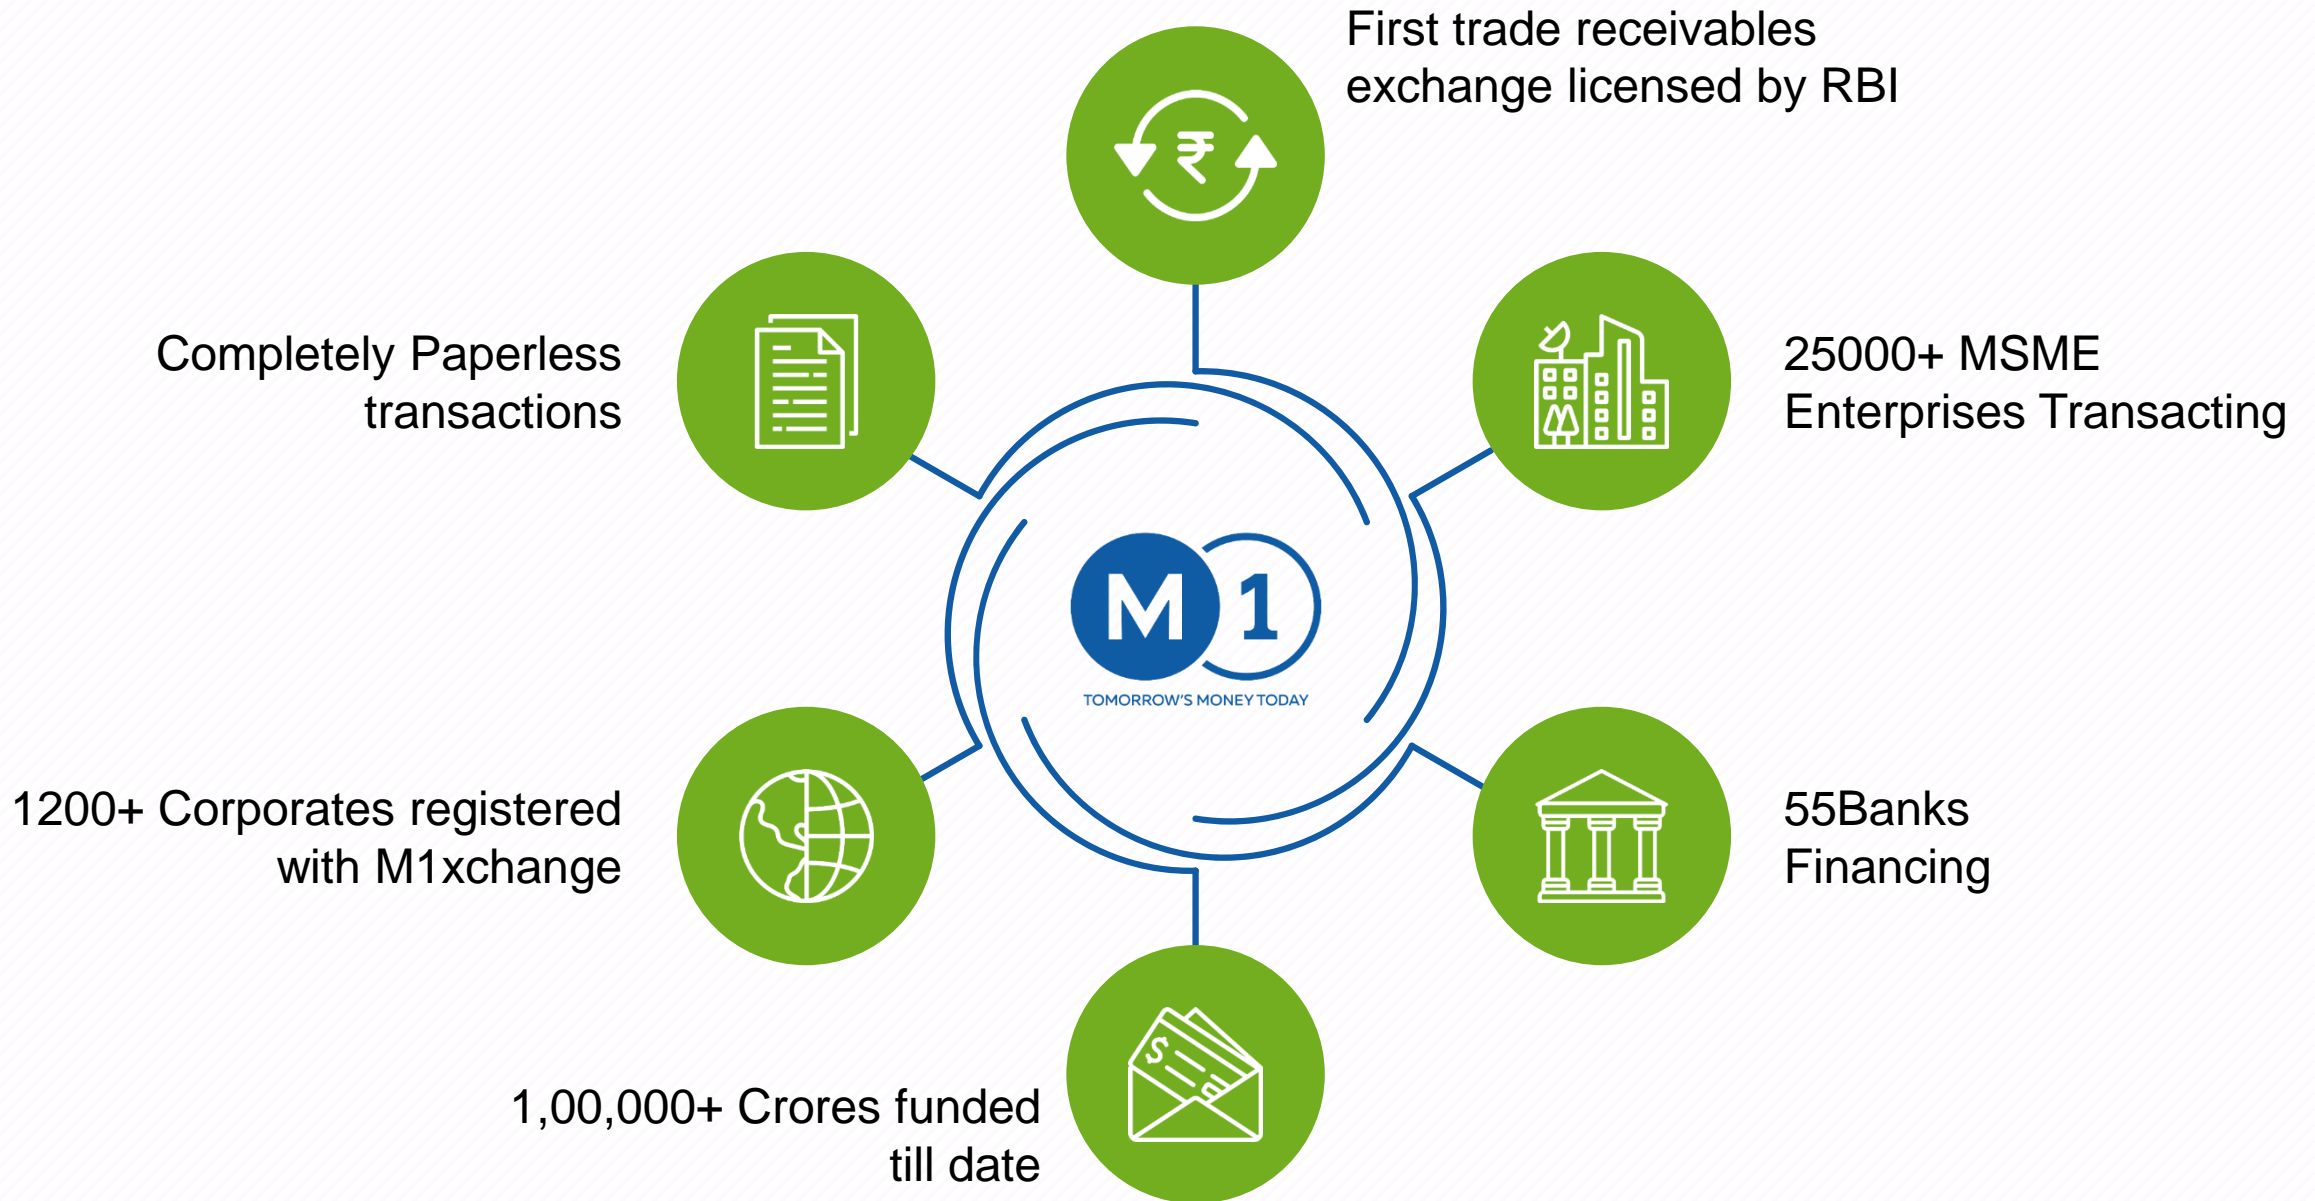 First trade receivables
exchange licensed by RBI
₹
Completely Paperless
transactions
25000+ MSME
Enterprises Transacting
M 1
TOMORROW'S MONEY TODAY
1200+ Corporates registered
with M1xchange
55Banks
Financing
$
1,00,000+ Crores funded
till date